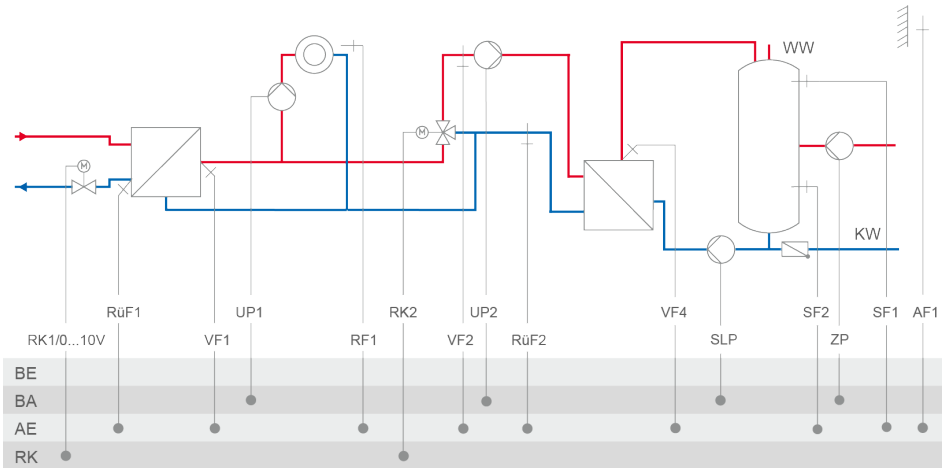 WW
M
M
KW
RüF1 UP1 RK2 UP2 VF4 SF2 SF1 AF1
RK1/0...10V VF1 RF1 VF2 RüF2 SLP ZP
BE
BA
AE
RK